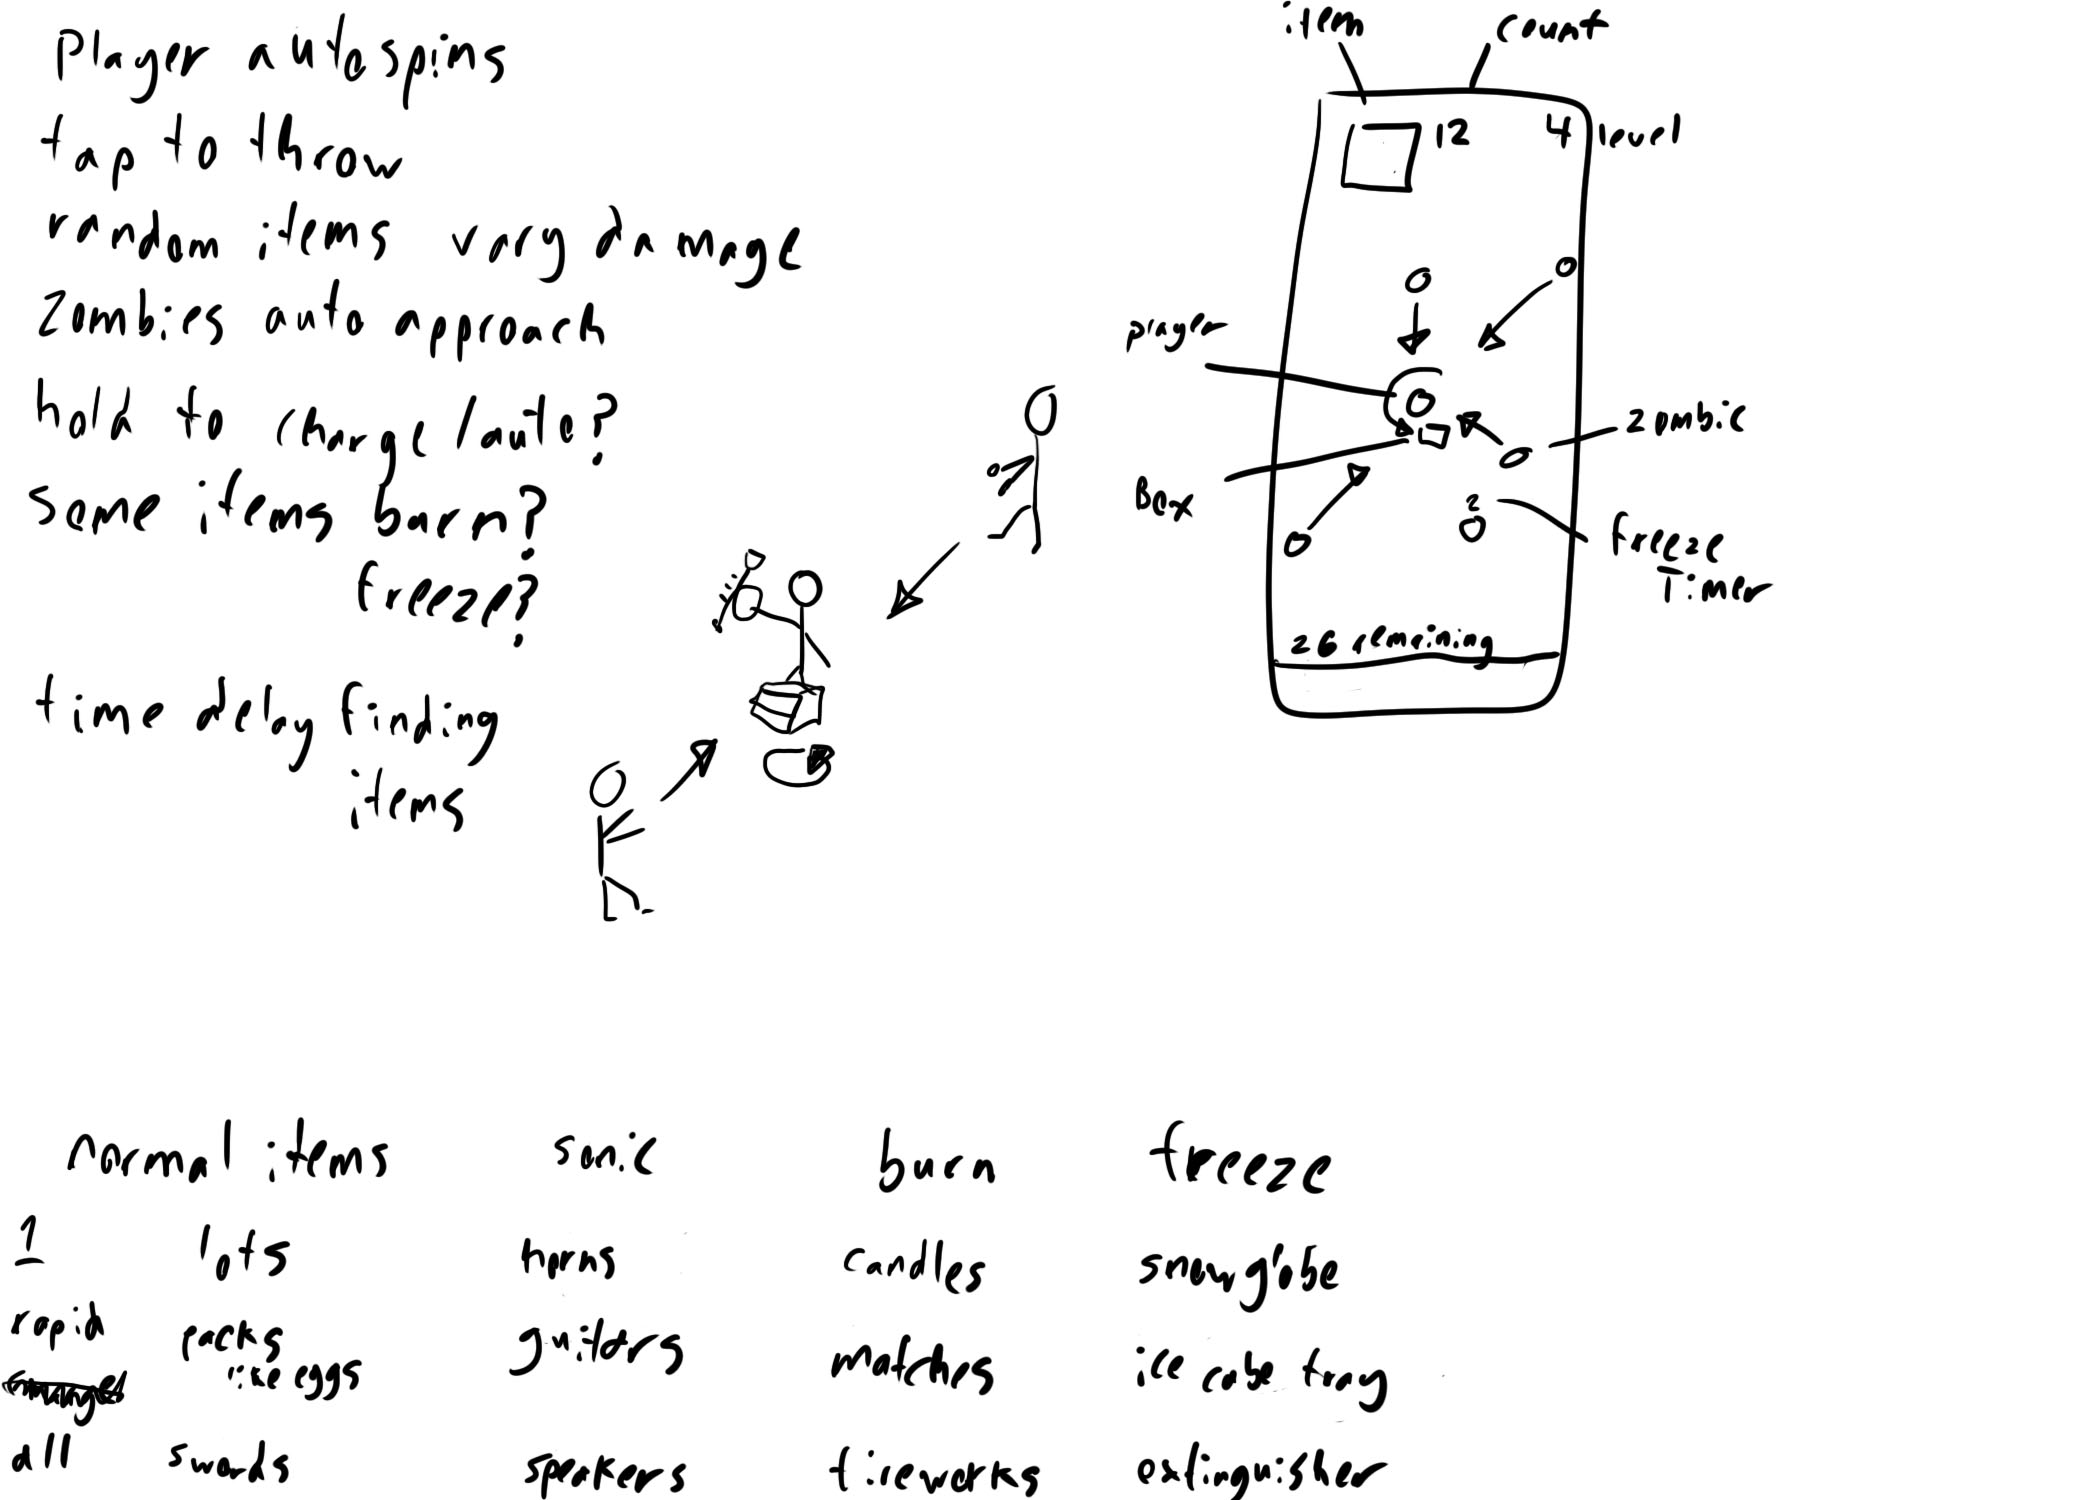 Player autospins
tap to throw
random items vary damage
Zombies auto approach
hold to charge/auto?
some items burn?
freeze?
time delay finding
items
item
count
12
4
level
player
zombie
Box
2
freeze
Timer
26 remaining
normal items
sonic
burn
freeze
1
lots
horns
candles
snowglobe
rapid
packs
like eggs
guitars
matches
ice cube tray
all
swords
speakers
fireworks
extinguisher